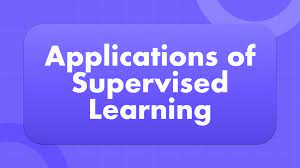 Applications of
Supervised
Learning